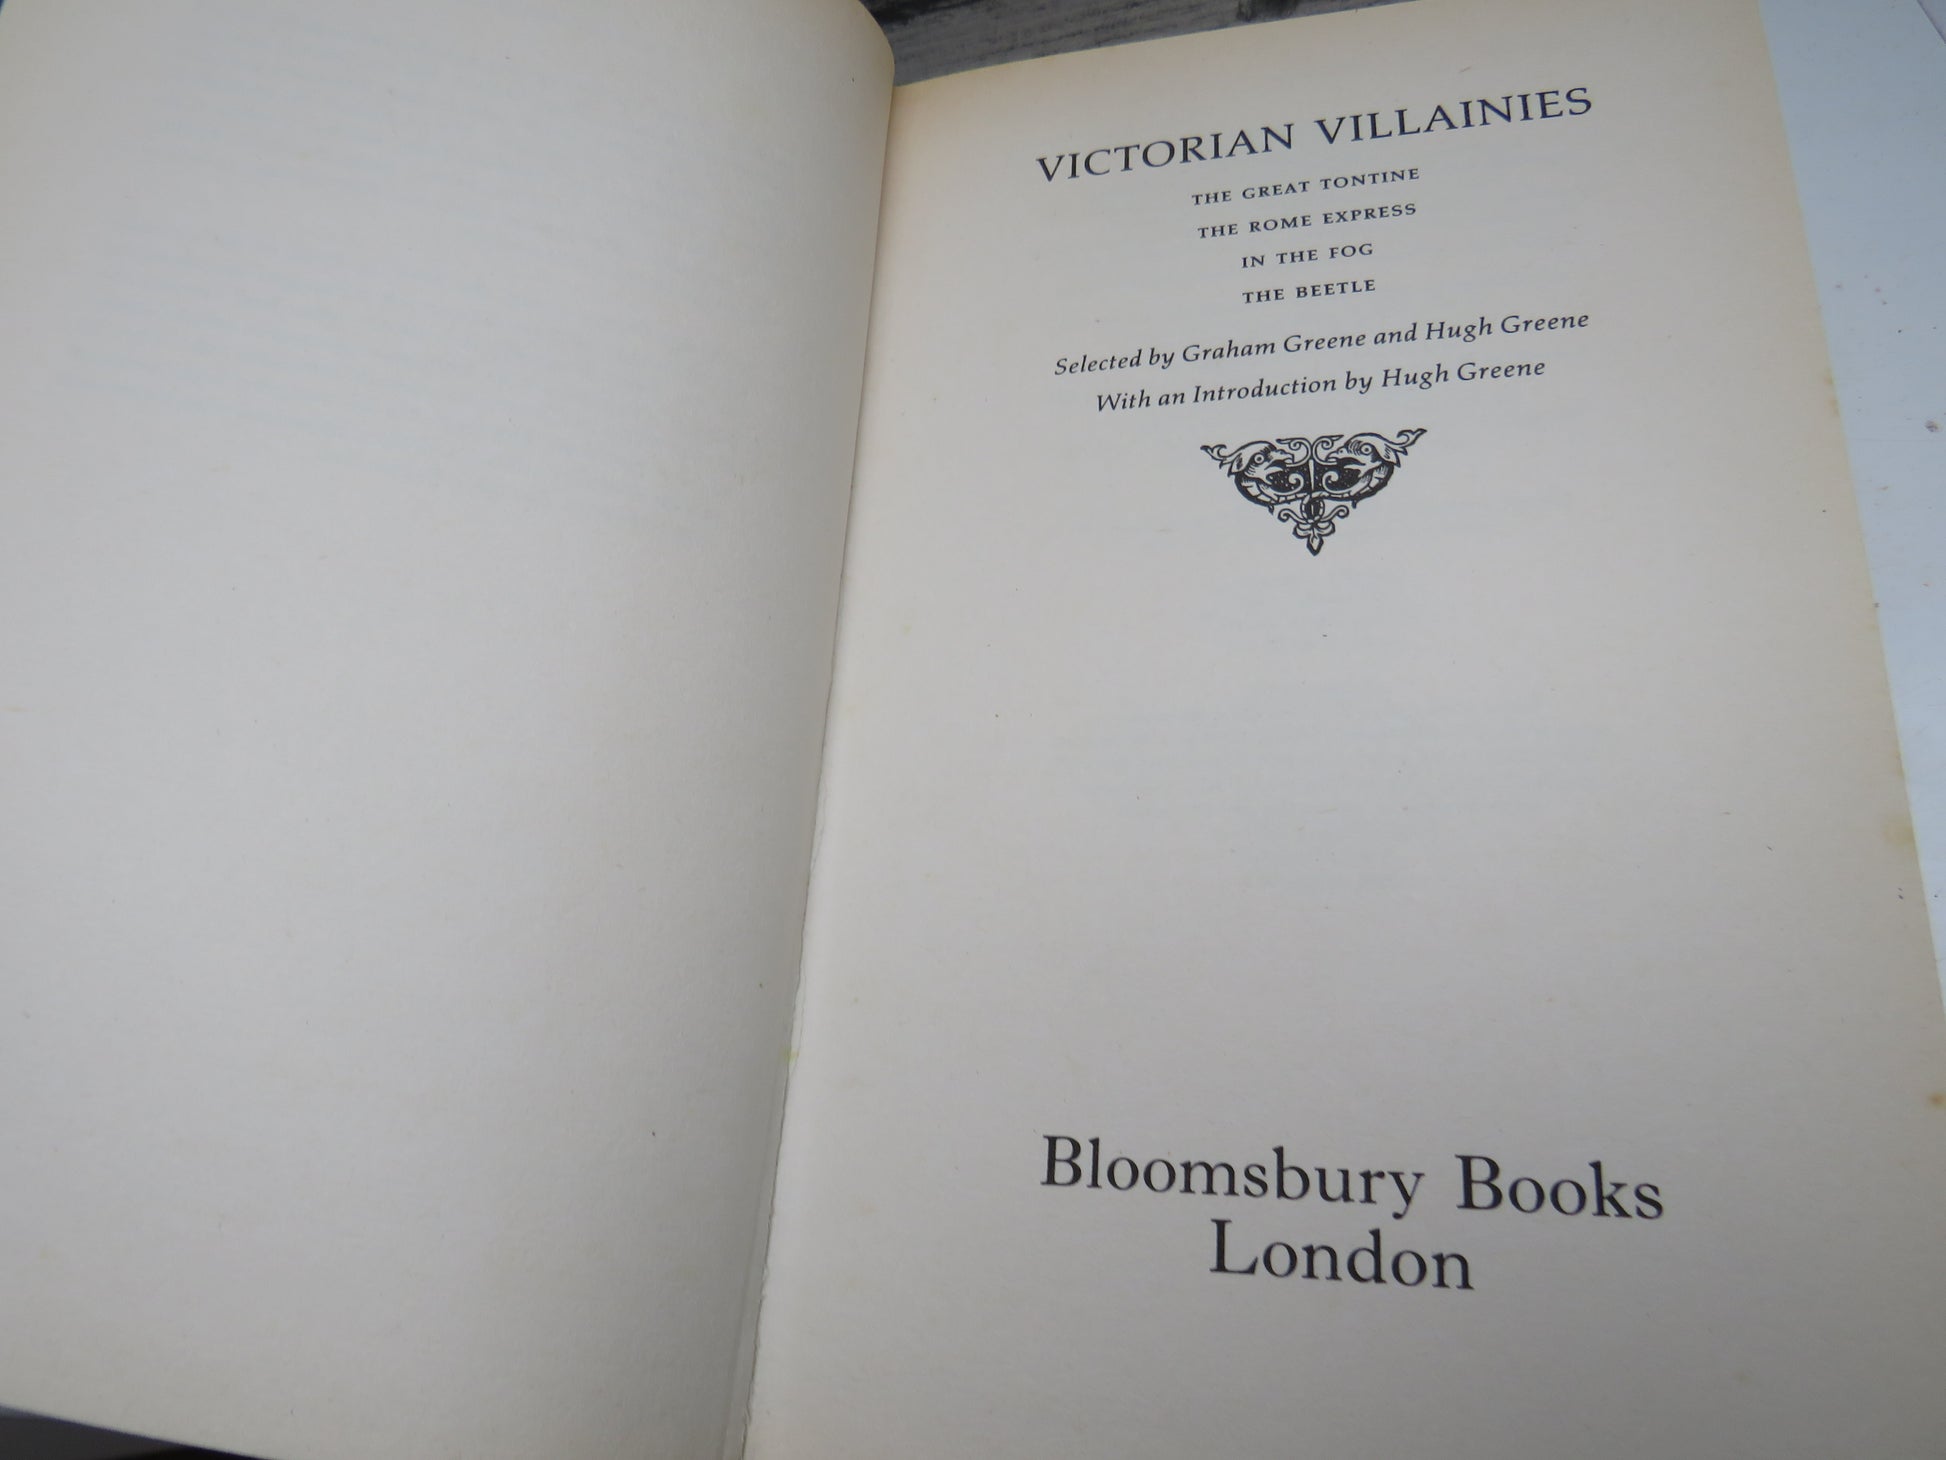 VICTORIAN VILLAINIES
THE GREAT TONTINE
THE ROME EXPRESS
IN THE FOG
THE BEETLE
Selected by Graham Greene and Hugh Greene
With an Introduction by Hugh Greene
Bloomsbury Books
London